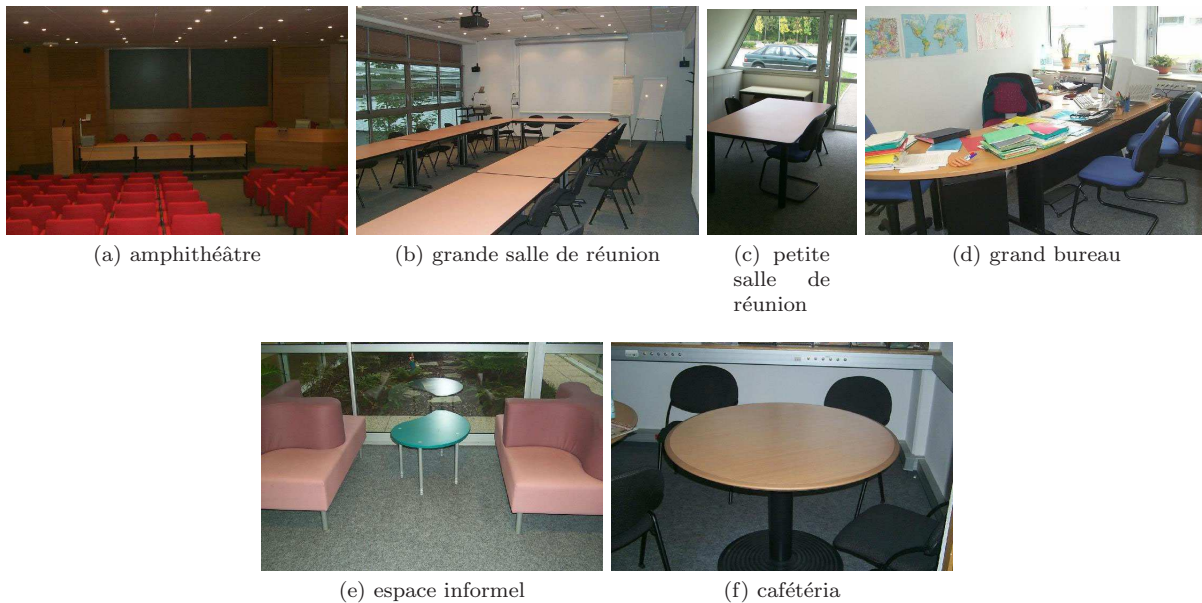 (a) amphithéâtre
(b) grande salle de réunion
(c) petite
salle de
réunion
(d) grand bureau
(e) espace informel
(f) cafétéria